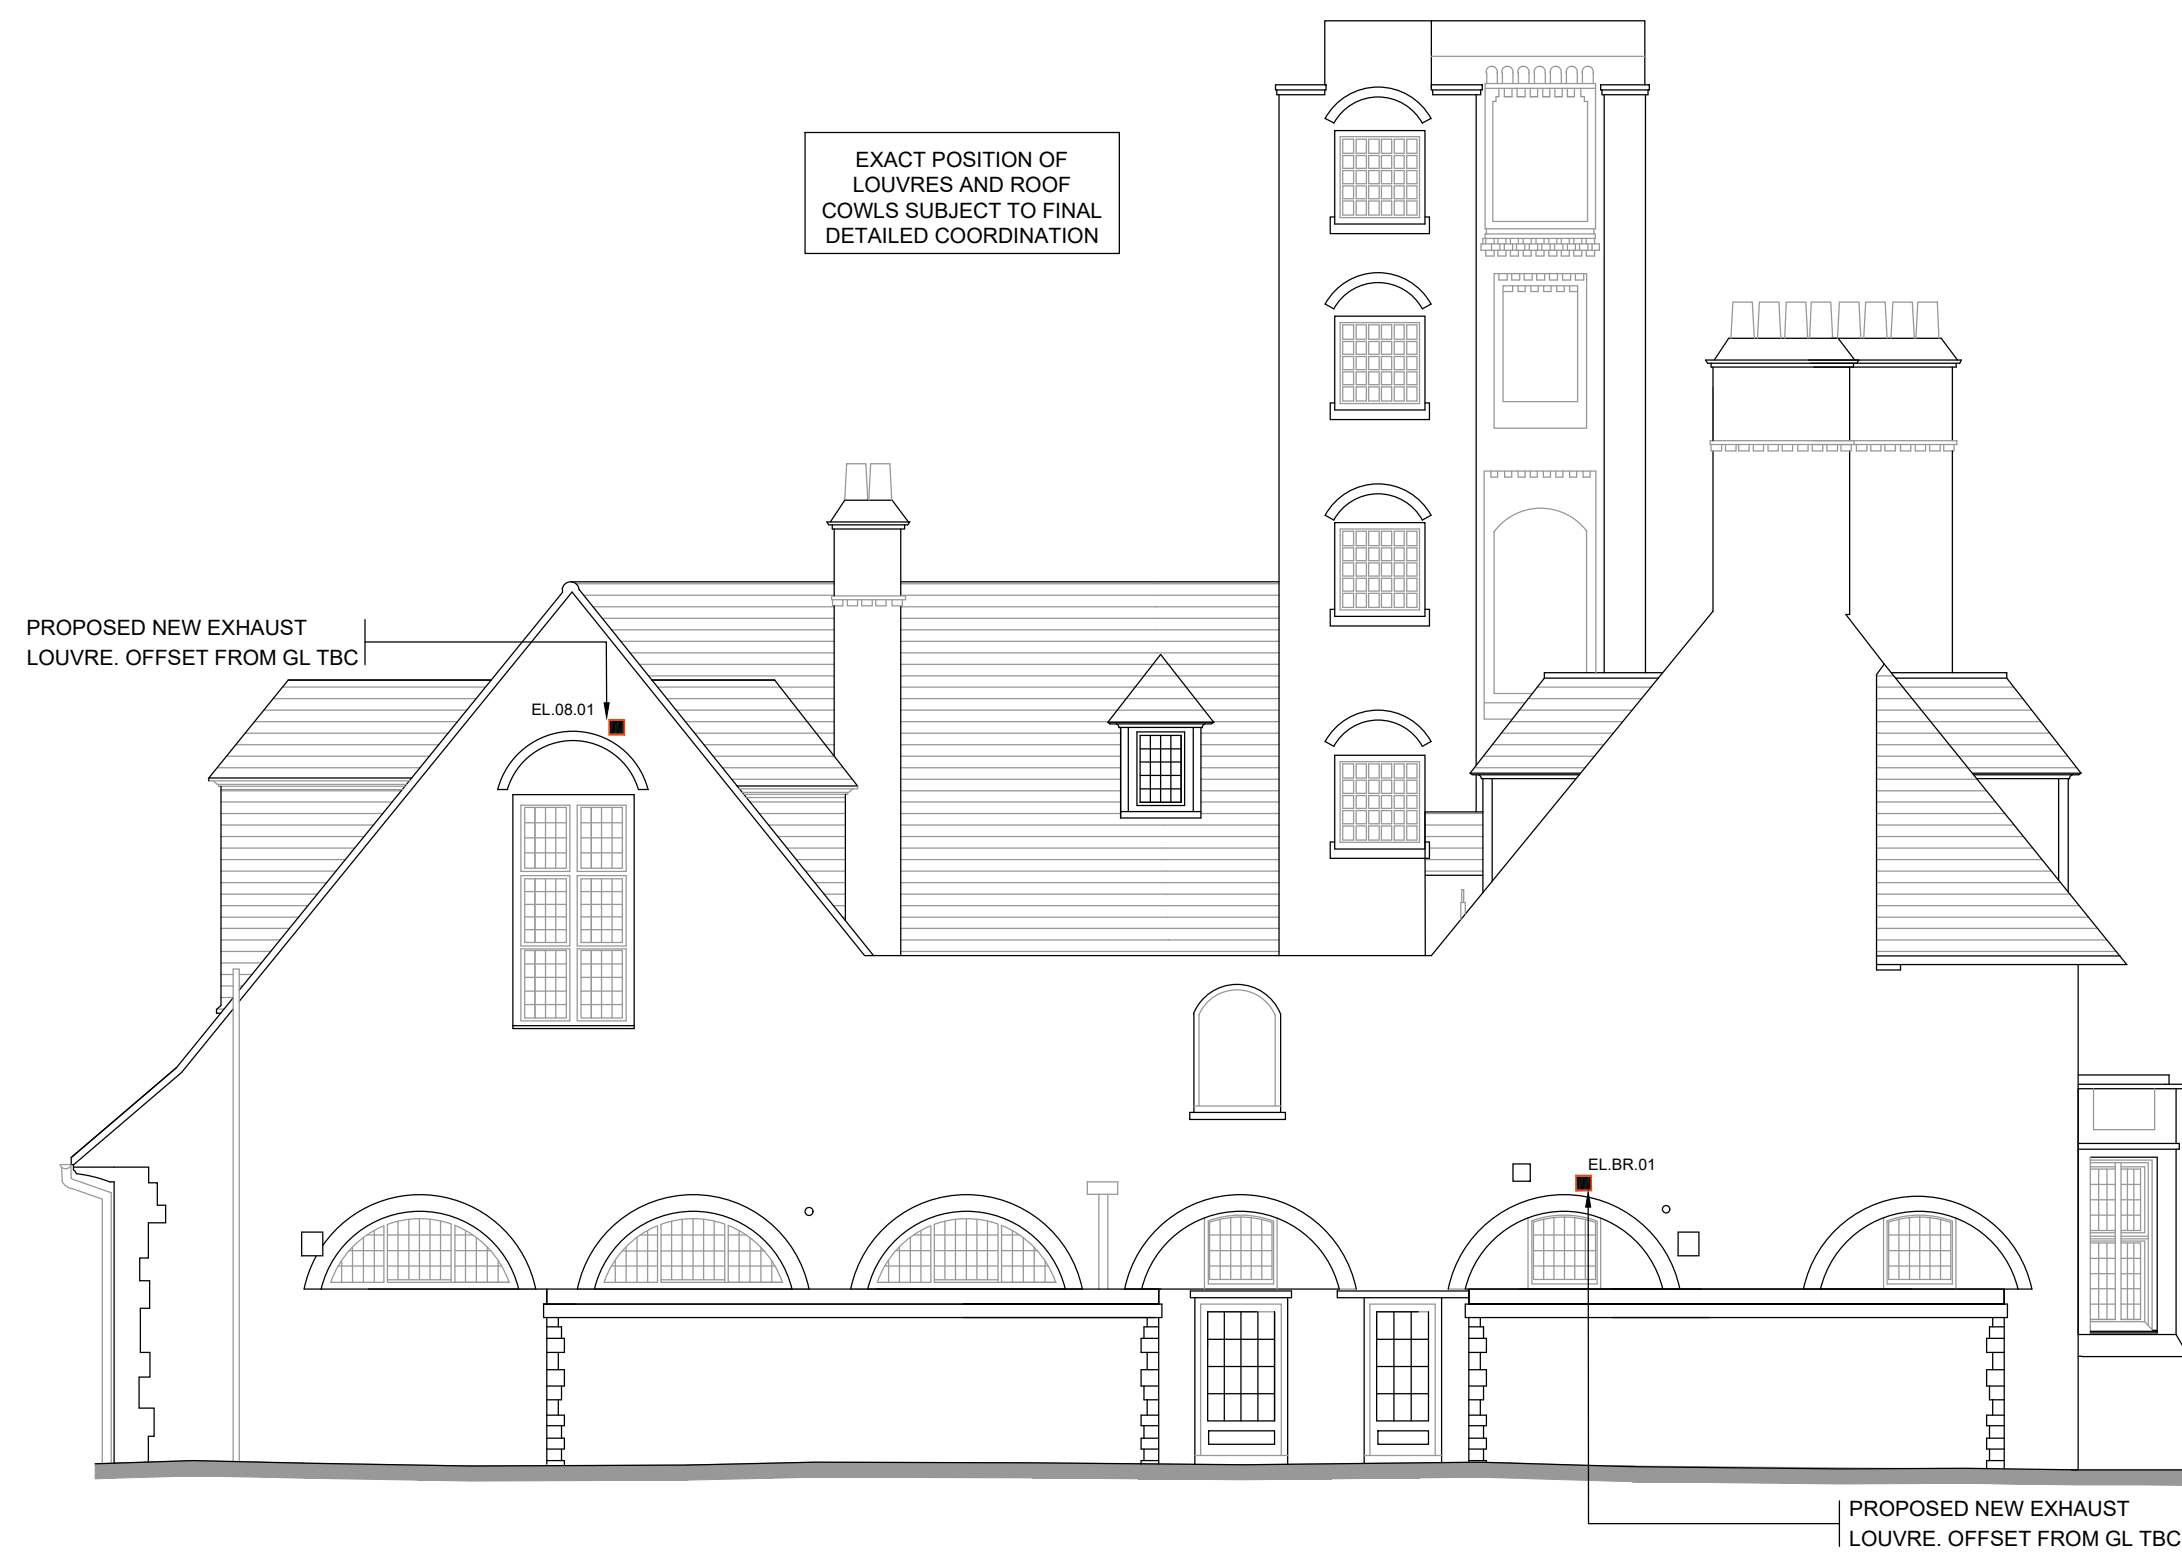 EXACT POSITION OF
LOUVRES AND ROOF
COWLS SUBJECT TO FINAL
DETAILED COORDINATION
PROPOSED NEW EXHAUST
LOUVRE. OFFSET FROM GL TBC
EL.08.01
EL.BR.01
PROPOSED NEW EXHAUST
LOUVRE. OFFSET FROM GL TBC